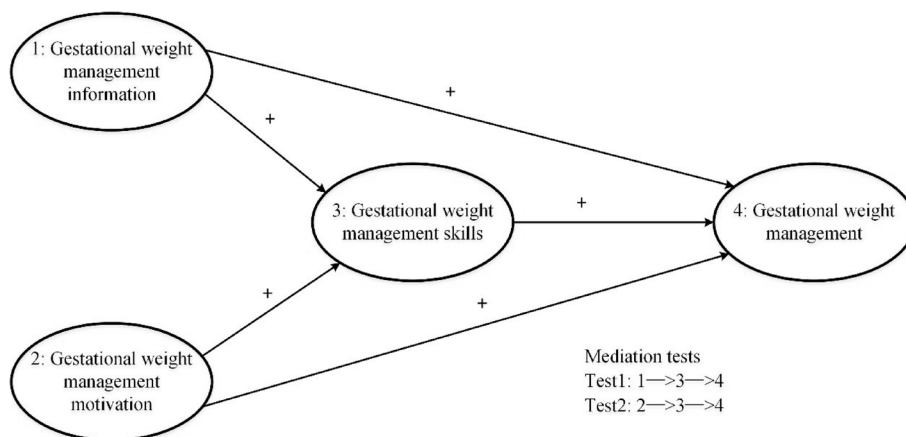 1: Gestational weight
management
information
+
+
3: Gestational weight
management skills
+
4: Gestational weight
management
+
+
2: Gestational weight
management
motivation
Mediation tests
Test1: 1—>3—>4
Test2: 2—>3—>4